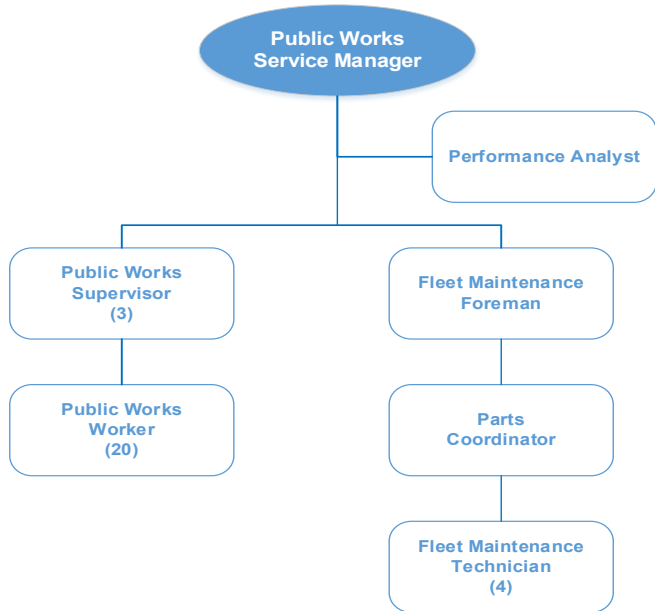 Public Works
Service Manager
Performance Analyst
Public Works
Supervisor
(3)
Fleet Maintenance
Foreman
Public Works
Worker
(20)
Parts
Coordinator
Fleet Maintenance
Technician
(4)